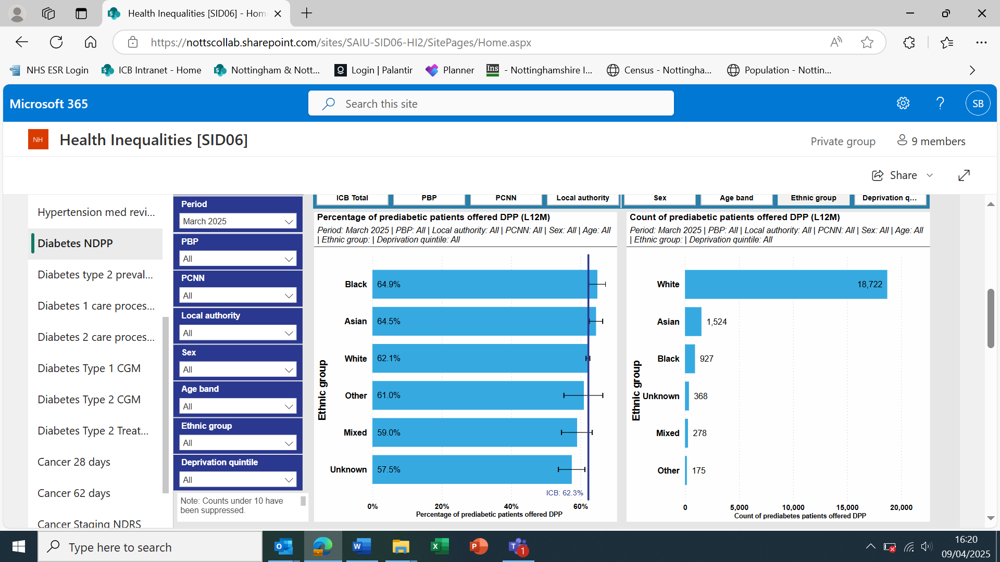 Health Inequalities [SID06] - Hom
https://nottscollab.sharepoint.com/sites/SAIU-SID06-HI2/SitePages/Home.aspx
NHS ESR Login
ICB Intranet - Home
Nottingham & Nott...
Login | Palantir
Planner
Ins
- Nottinghamshire I...
Census - Nottingha...
Population - Nottin...
Microsoft 365
Search this site
SB
NH
Health Inequalities [SID06]
Private group
9 members
Share
Hypertension med revi...
Diabetes NDPP
Diabetes type 2 preval...
Diabetes 1 care proces...
Diabetes 2 care proces...
Diabetes Type 1 CGM
Diabetes Type 2 CGM
Diabetes Type 2 Treat...
Cancer 28 days
Cancer 62 days
Cancer Staging NDRS
Period
March 2025
PBP
All
PCNN
All
Local authority
All
Sex
All
Age band
All
Ethnic group
All
Deprivation quintile
All
Note: Counts under 10 have
been suppressed.
ICB Total
PBP
PCNN
Local authority
Sex
Age band
Ethnic group
Deprivation q...
Percentage of prediabetic patients offered DPP (L12M)
Period: March 2025 | PBP: All | Local authority: All | PCNN: All | Sex: All | Age: All
| Ethnic group: | Deprivation quintile: All
Ethnic group
Black 64.9%
Asian 64.5%
White 62.1%
Other 61.0%
Mixed 59.0%
Unknown 57.5%
ICB: 62.3%
0% 20% 40% 60%
Percentage of prediabetic patients offered DPP
Count of prediabetic patients offered DPP (L12M)
Period: March 2025 | PBP: All | Local authority: All | PCNN: All | Sex: All | Age: All
| Ethnic group: | Deprivation quintile: All
Ethnic group
White 18,722
Asian 1,524
Black 927
Unknown 368
Mixed 278
Other 175
0 5,000 10,000 15,000 20,000
Count of prediabetes patients offered DPP
Type here to search
1
16:20
09/04/2025